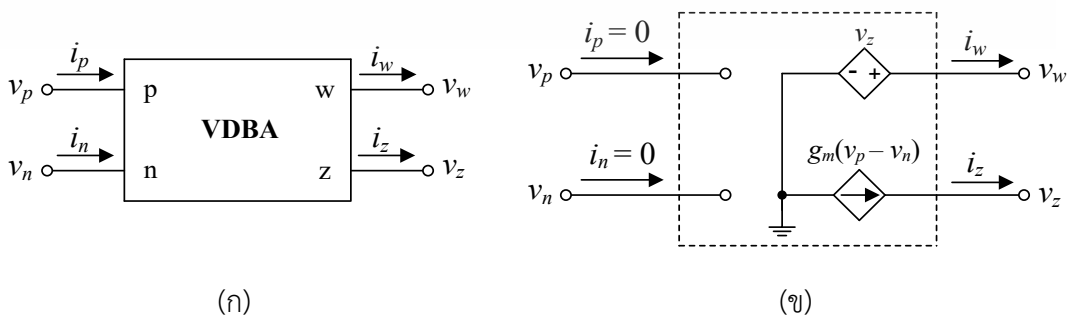 i_p
i_w
v_p
p
w
v_w
VDBA
i_n
i_z
v_n
n
z
v_z
(ก)
i_p = 0
v_z
i_w
v_p
- +
v_w
i_n = 0
g_m(v_p – v_n)
i_z
v_n
v_z
(ข)